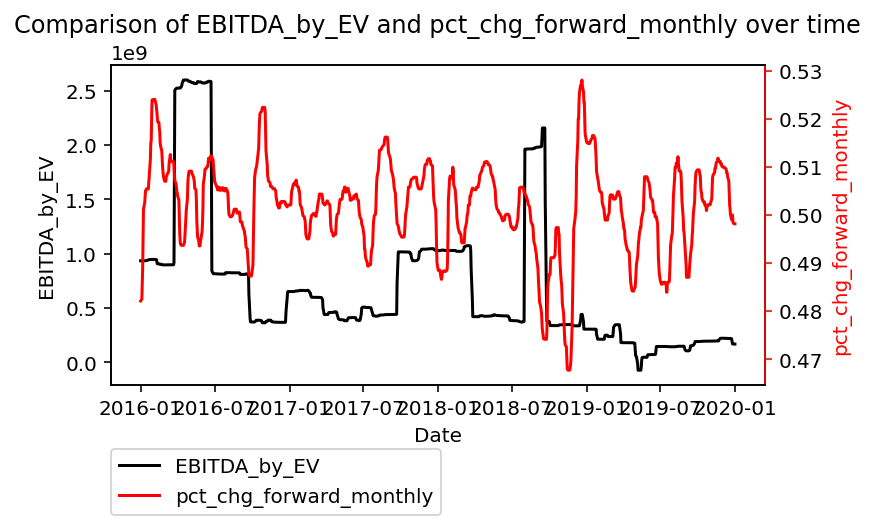 Comparison of EBITDA_by_EV and pct_chg_forward_monthly over time
1e9
2.5
2.0
1.5
1.0
0.5
0.0
EBITDA_by_EV
0.53
0.52
0.51
0.50
0.49
0.48
0.47
pct_chg_forward_monthly
2016-01 2016-07 2017-01 2017-07 2018-01 2018-07 2019-01 2019-07 2020-01
Date
EBITDA_by_EV
pct_chg_forward_monthly